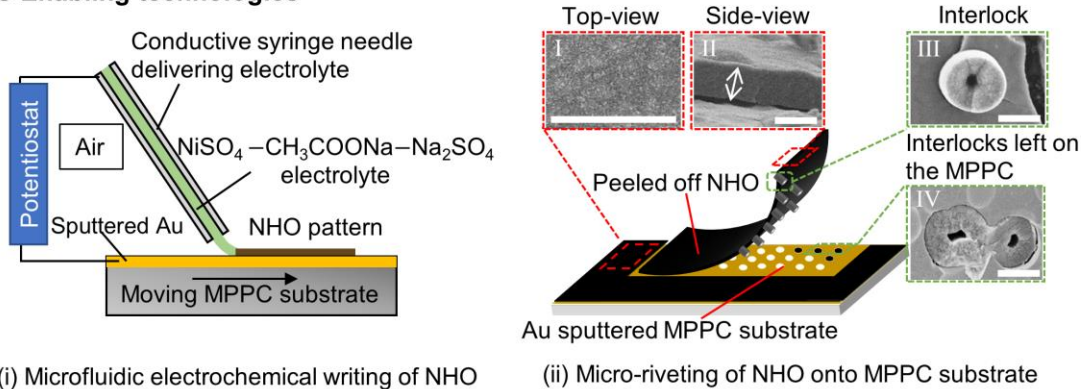 Enabling technologies
Conductive syringe needle
delivering electrolyte
Potentiostat
Air
NiSO₄ –CH₃COONa–Na₂SO₄
electrolyte
Sputtered Au
NHO pattern
Moving MPPC substrate
(i) Microfluidic electrochemical writing of NHO
Top-view
Side-view
Interlock
I
II
III
Interlocks left on
the MPPC
Peeled off NHO
IV
Au sputtered MPPC substrate
(ii) Micro-riveting of NHO onto MPPC substrate